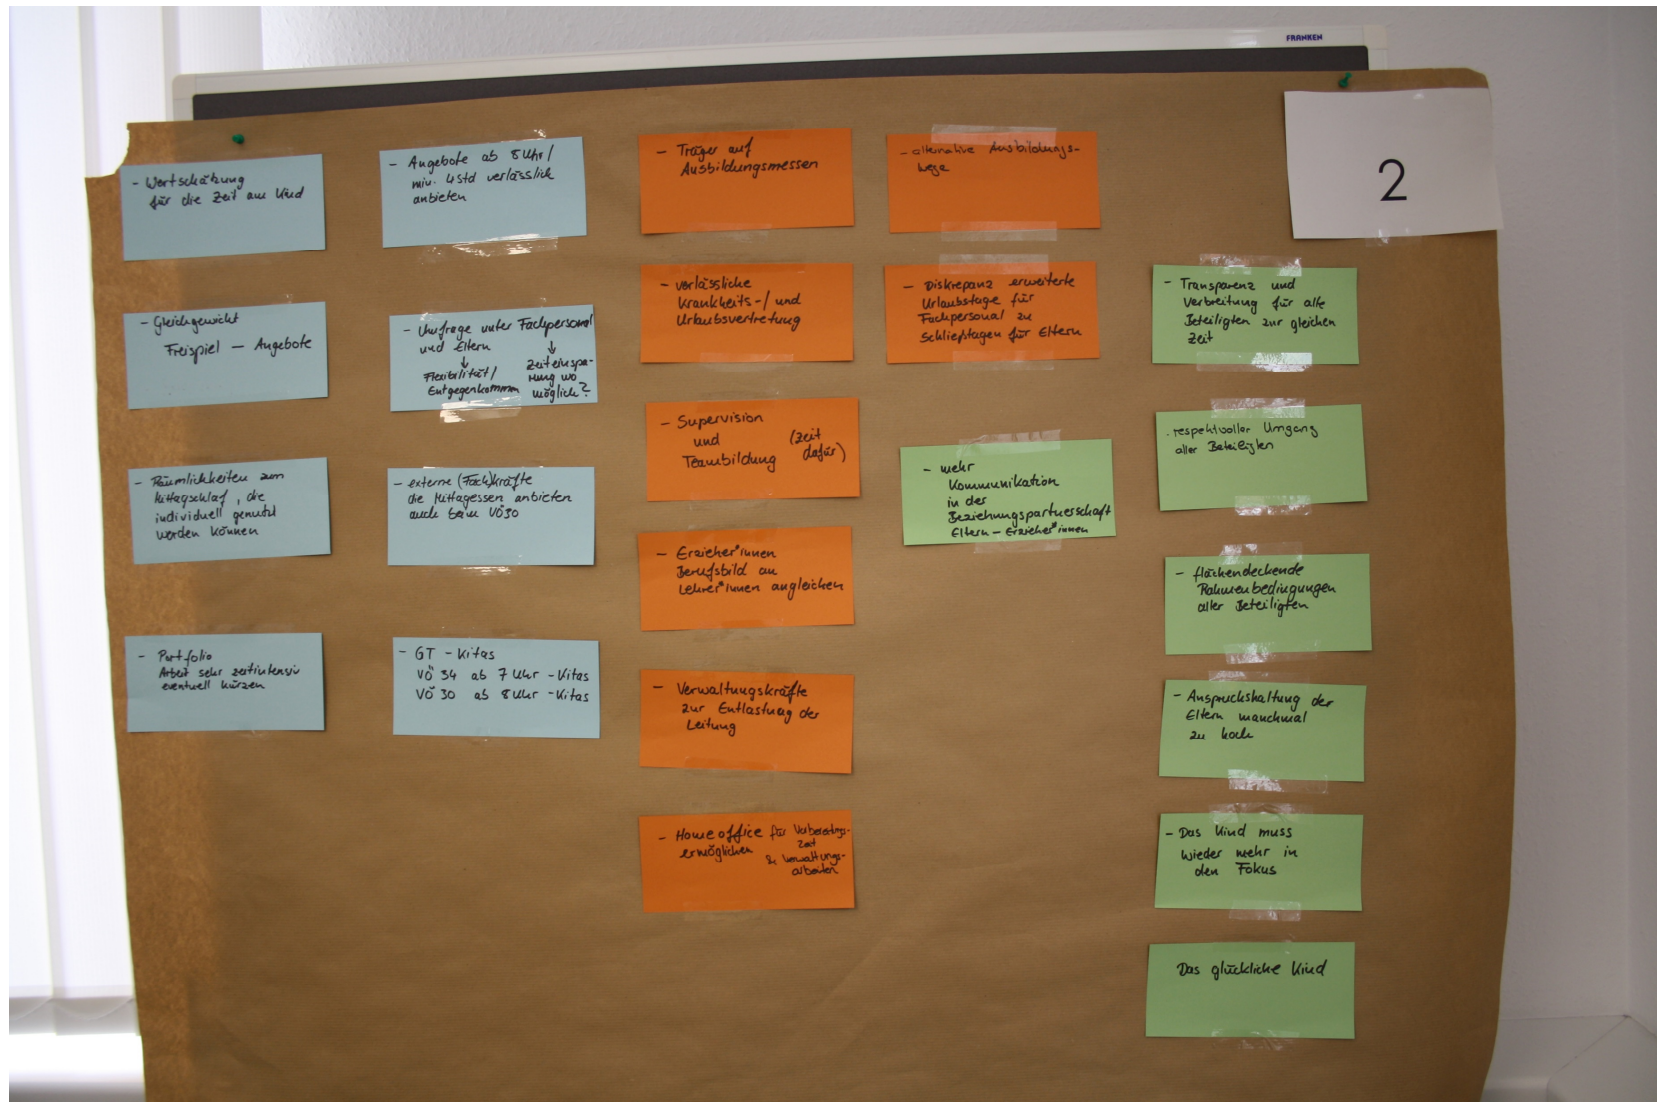 FRANKEN
2
- Wertschätzung
für die Zeit am Kind
- Gleichgewicht
Freispiel — Angebote
- Räumlichkeiten zum
Mittagschlaf, die
individuell genutzt
werden können
- Portfolio
Arbeit sehr zeitintensiv
eventuell kürzen
- Angebote ab 8 Uhr/
min. 4 std verlässlich
anbieten
- Umfrage unter Fachpersonal
und Eltern ↓
↓ Zeiteinspa-
Flexibilität/ rung wo
Entgegenkommen möglich?
- externe (Fach)kräfte
die Mittagessen anbieten
auch beim VÖ30
- GT - Kitas
VÖ 34 ab 7 Uhr - Kitas
VÖ 30 ab 8 Uhr - Kitas
- Träger auf
Ausbildungsmessen
- verlässliche
Krankheits-/ und
Urlaubsvertretung
- Supervision
und (Zeit
Teambildung dafür)
- Erzieher*innen
Berufsbild an
Lehrer*innen angleichen
- Verwaltungskräfte
zur Entlastung der
Leitung
- Homeoffice für Vorbereitungs-
ermöglichen zeit
& Verwaltungs-
arbeiten
- alternative Ausbildungs-
wege
- Diskrepanz erweiterte
Urlaubstage für
Fachpersonal zu
Schließtagen für Eltern
- mehr
Kommunikation
in der
Beziehungspartnerschaft
Eltern - Erzieher*innen
- Transparenz und
Verbreitung für alle
Beteiligten zur gleichen
Zeit
- respektvoller Umgang
aller Beteiligten
- flächendeckende
Rahmenbedingungen
aller Beteiligten
- Anspruchshaltung der
Eltern manchmal
zu hoch
- Das Kind muss
wieder mehr in
den Fokus
Das glückliche Kind